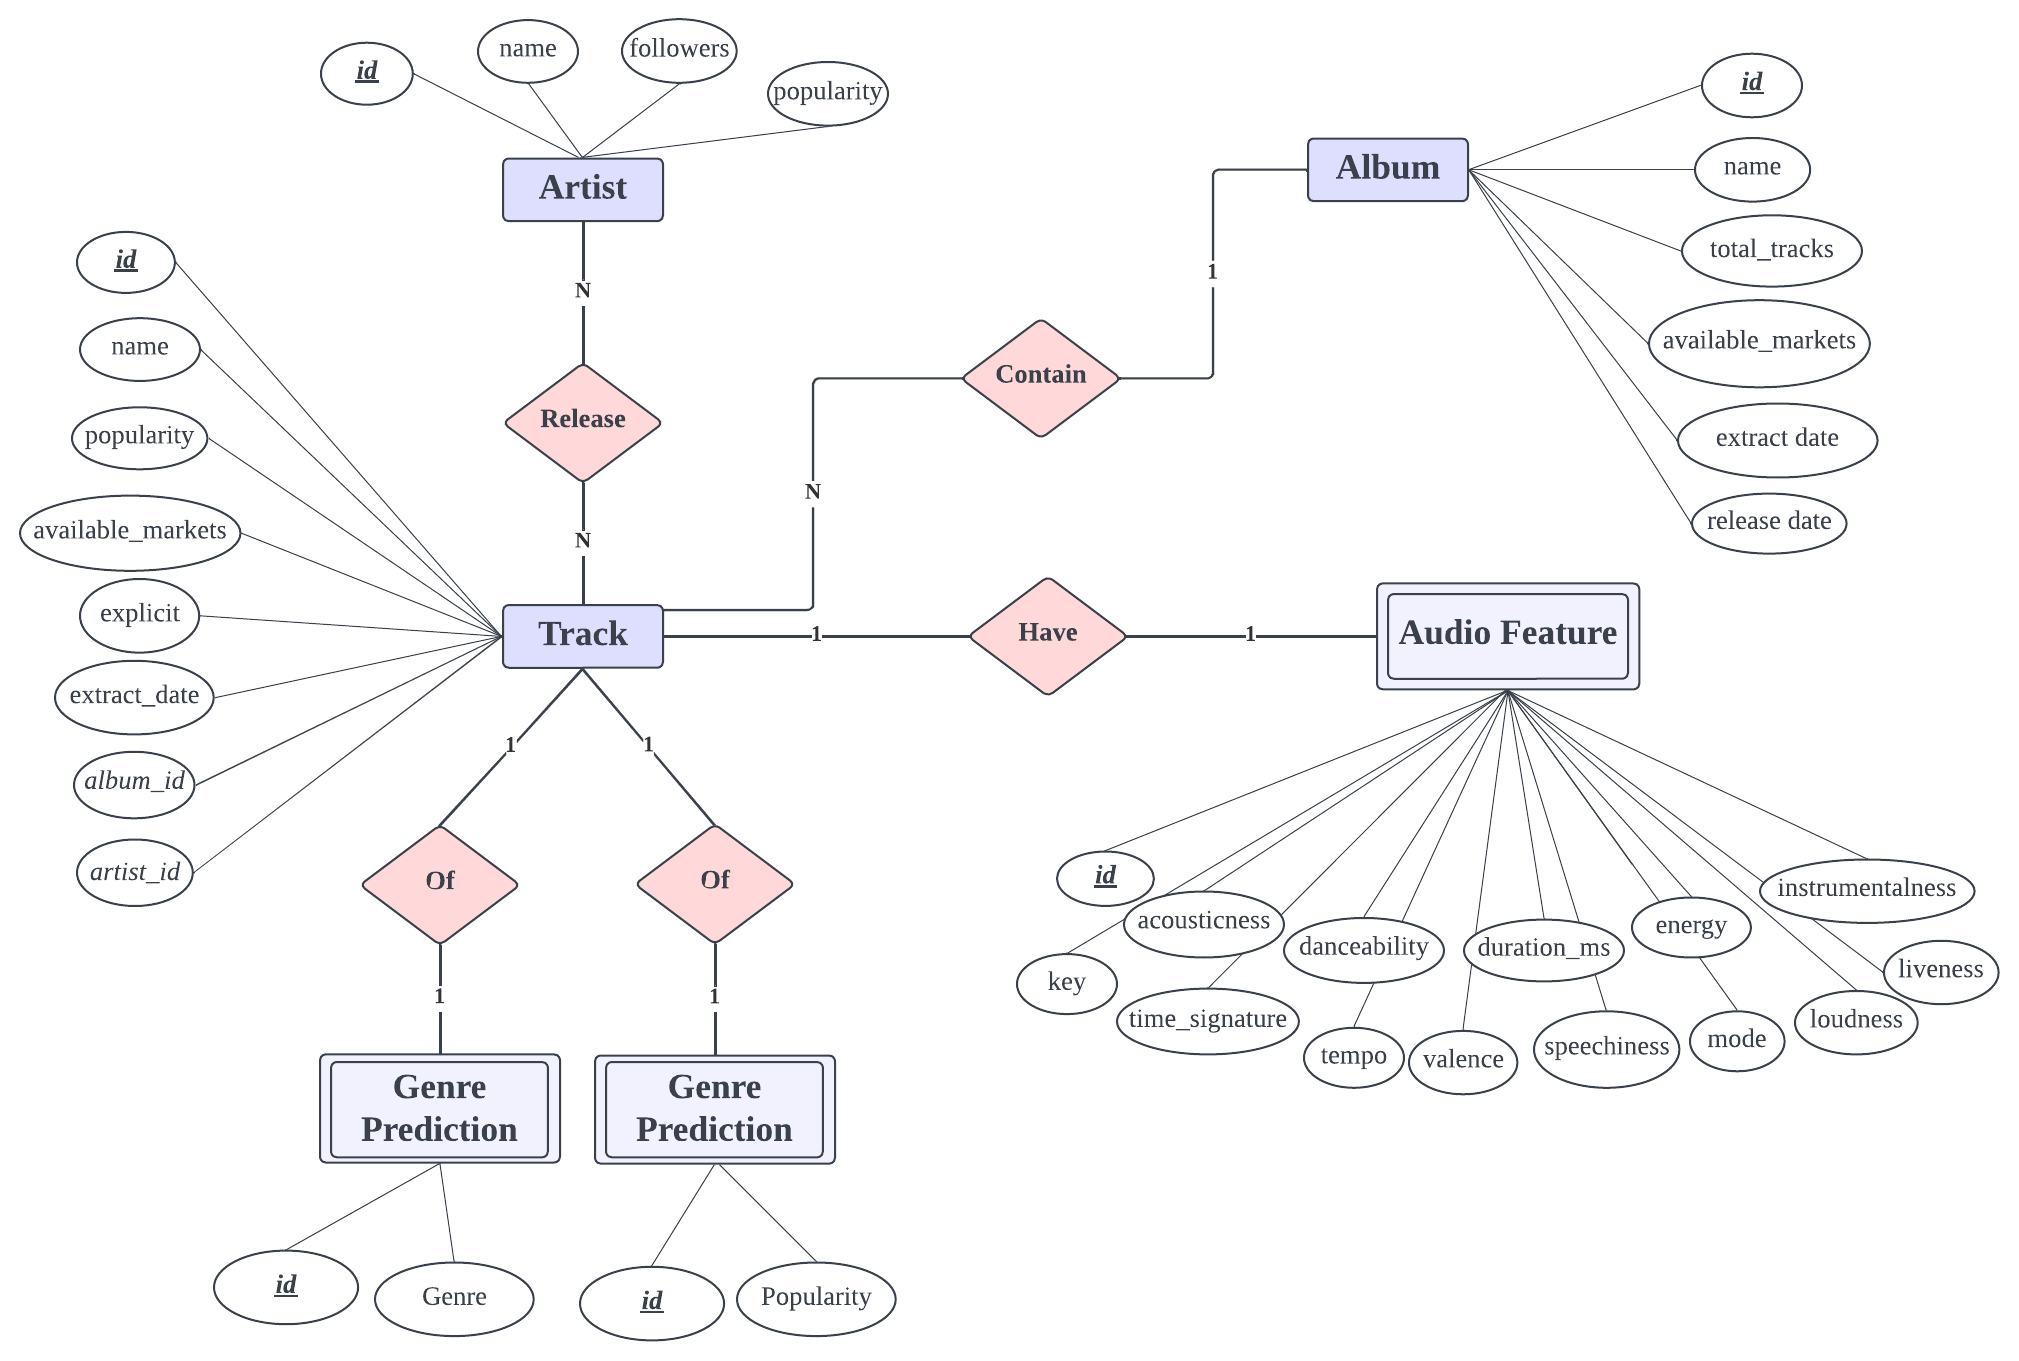 id
name
followers
popularity
Artist
N
Release
N
id
name
total_tracks
available_markets
extract date
release date
Album
1
Contain
N
id
name
popularity
available_markets
explicit
extract_date
album_id
artist_id
Track
1
Have
1
Audio Feature
id
key
acousticness
time_signature
danceability
tempo
valence
duration_ms
speechiness
energy
mode
instrumentalness
loudness
liveness
1
Of
1
Genre
Prediction
id
Genre
1
Of
1
Genre
Prediction
id
Popularity